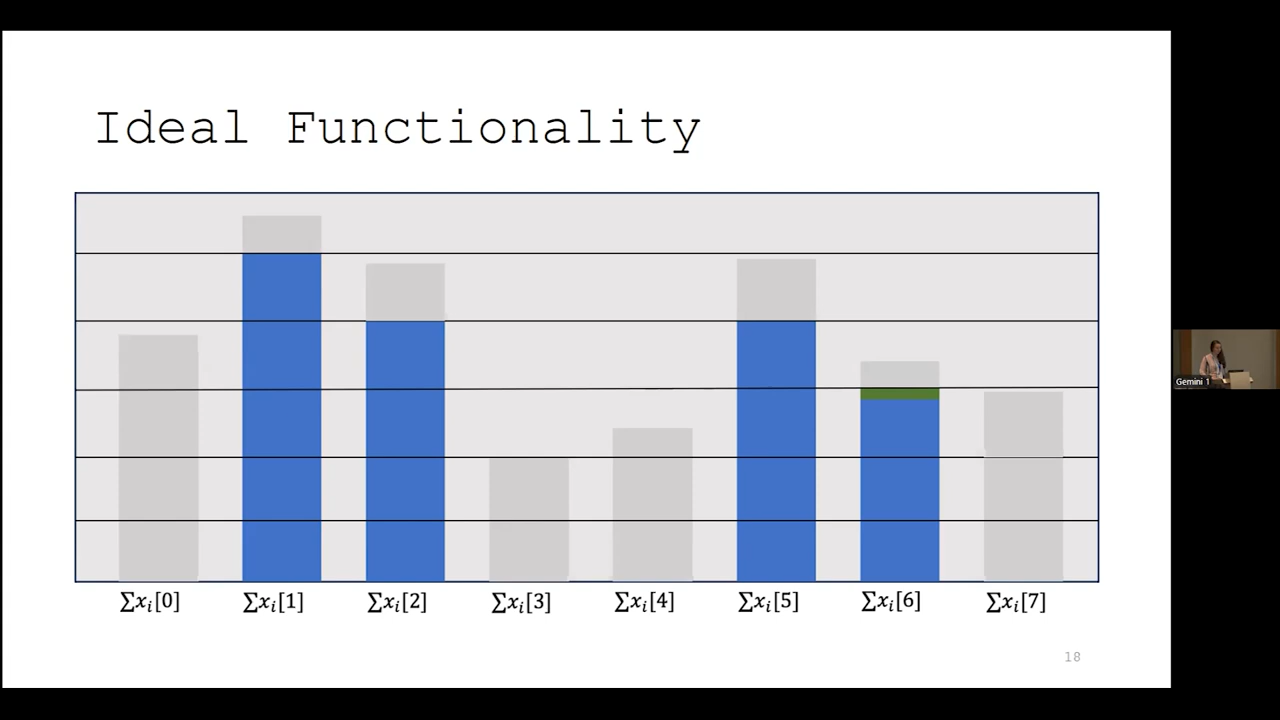 Ideal Functionality
∑xᵢ[0] ∑xᵢ[1] ∑xᵢ[2] ∑xᵢ[3] ∑xᵢ[4] ∑xᵢ[5] ∑xᵢ[6] ∑xᵢ[7]
18
Gemini 1